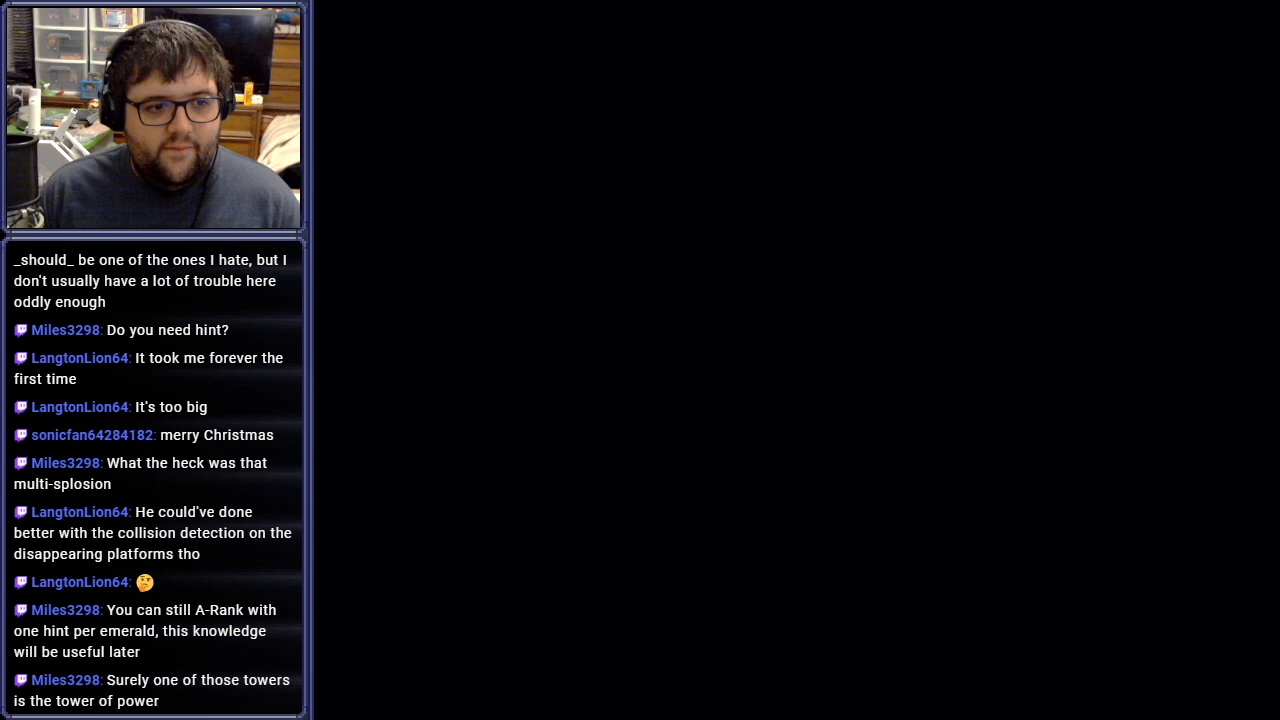 _should_ be one of the ones I hate, but I
don't usually have a lot of trouble here
oddly enough
Miles3298: Do you need hint?
LangtonLion64: It took me forever the
first time
LangtonLion64: It's too big
sonicfan64284182: merry Christmas
Miles3298: What the heck was that
multi-splosion
LangtonLion64: He could've done
better with the collision detection on the
disappearing platforms tho
LangtonLion64: 🤔
Miles3298: You can still A-Rank with
one hint per emerald, this knowledge
will be useful later
Miles3298: Surely one of those towers
is the tower of power